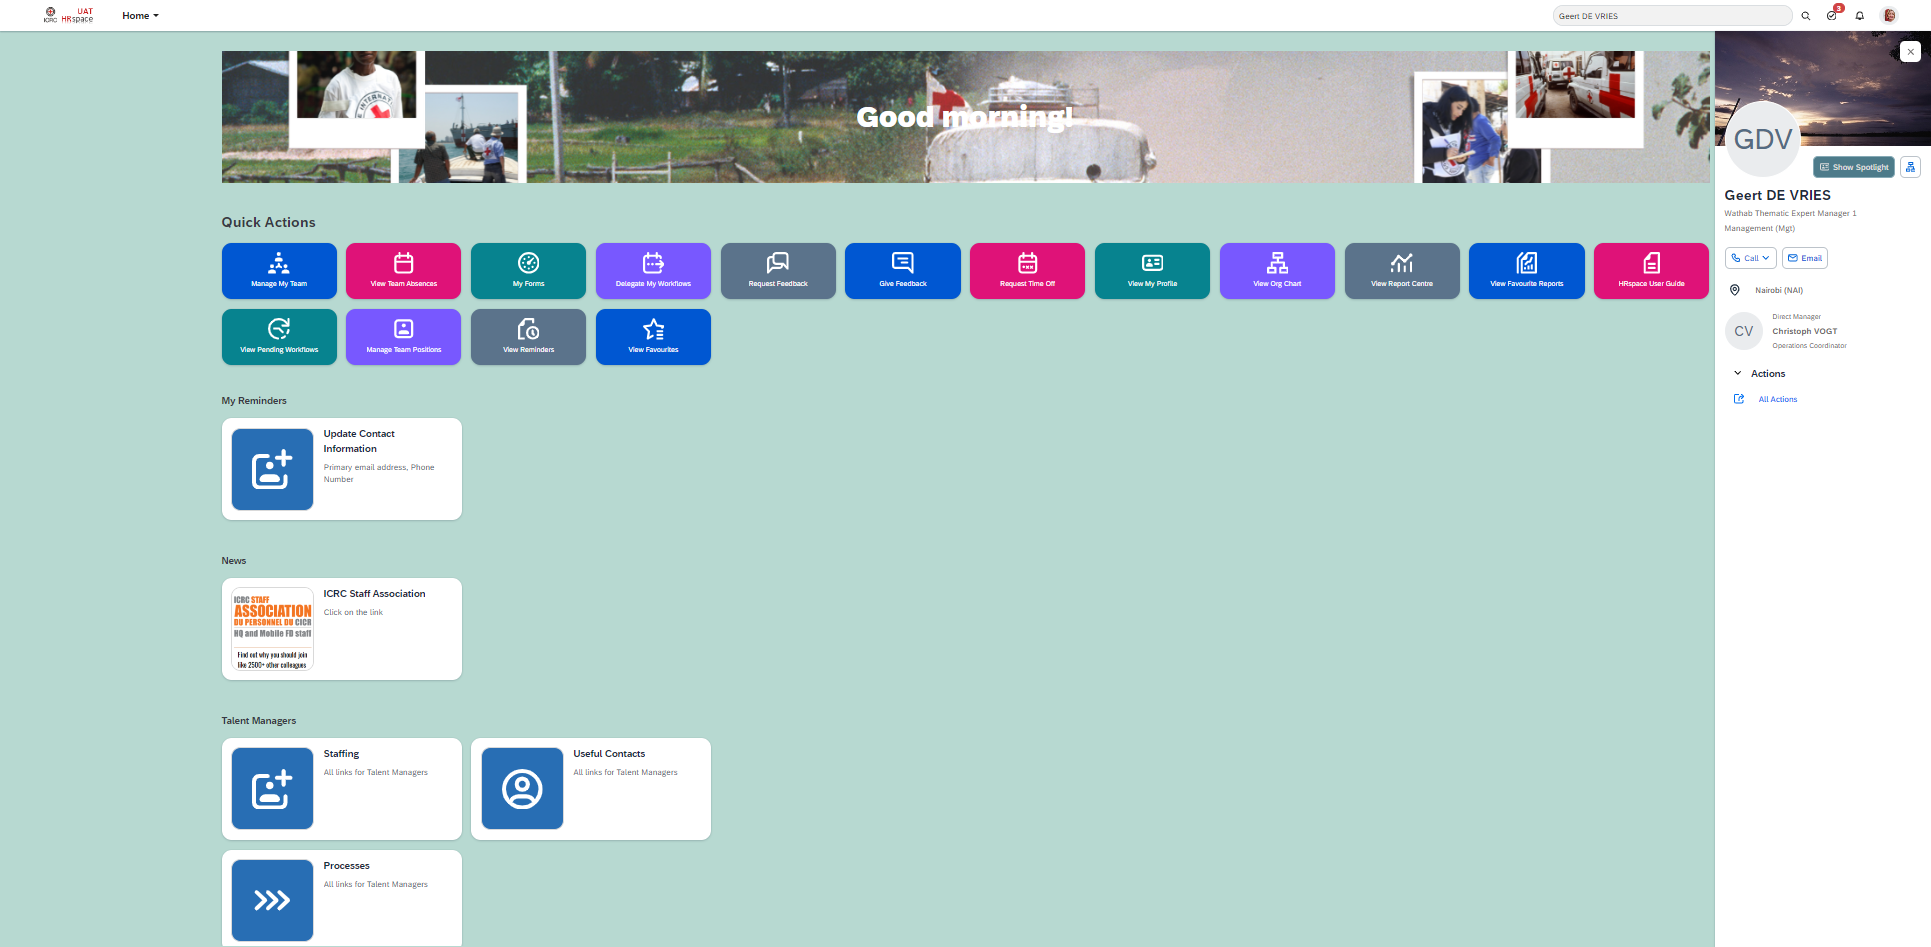 ICRC
UAT
HRspace
Home
Geert DE VRIES
3
Good morning!
INTERNAT
Quick Actions
Manage My Team
View Team Absences
My Forms
Delegate My Workflows
Request Feedback
Give Feedback
Request Time Off
View My Profile
View Org Chart
View Report Centre
View Favourite Reports
HRspace User Guide
View Pending Workflows
Manage Team Positions
View Reminders
View Favourites
My Reminders
Update Contact
Information
Primary email address, Phone
Number
News
ICRC STAFF
ASSOCIATION
DU PERSONNEL DU CICR
HQ and Mobile FD staff
Find out why you should join
like 2500+ other colleagues
ICRC Staff Association
Click on the link
Talent Managers
Staffing
All links for Talent Managers
Useful Contacts
All links for Talent Managers
Processes
All links for Talent Managers
GDV
Show Spotlight
Geert DE VRIES
Wathab Thematic Expert Manager 1
Management (Mgt)
Call
Email
Nairobi (NAI)
CV
Direct Manager
Christoph VOGT
Operations Coordinator
Actions
All Actions